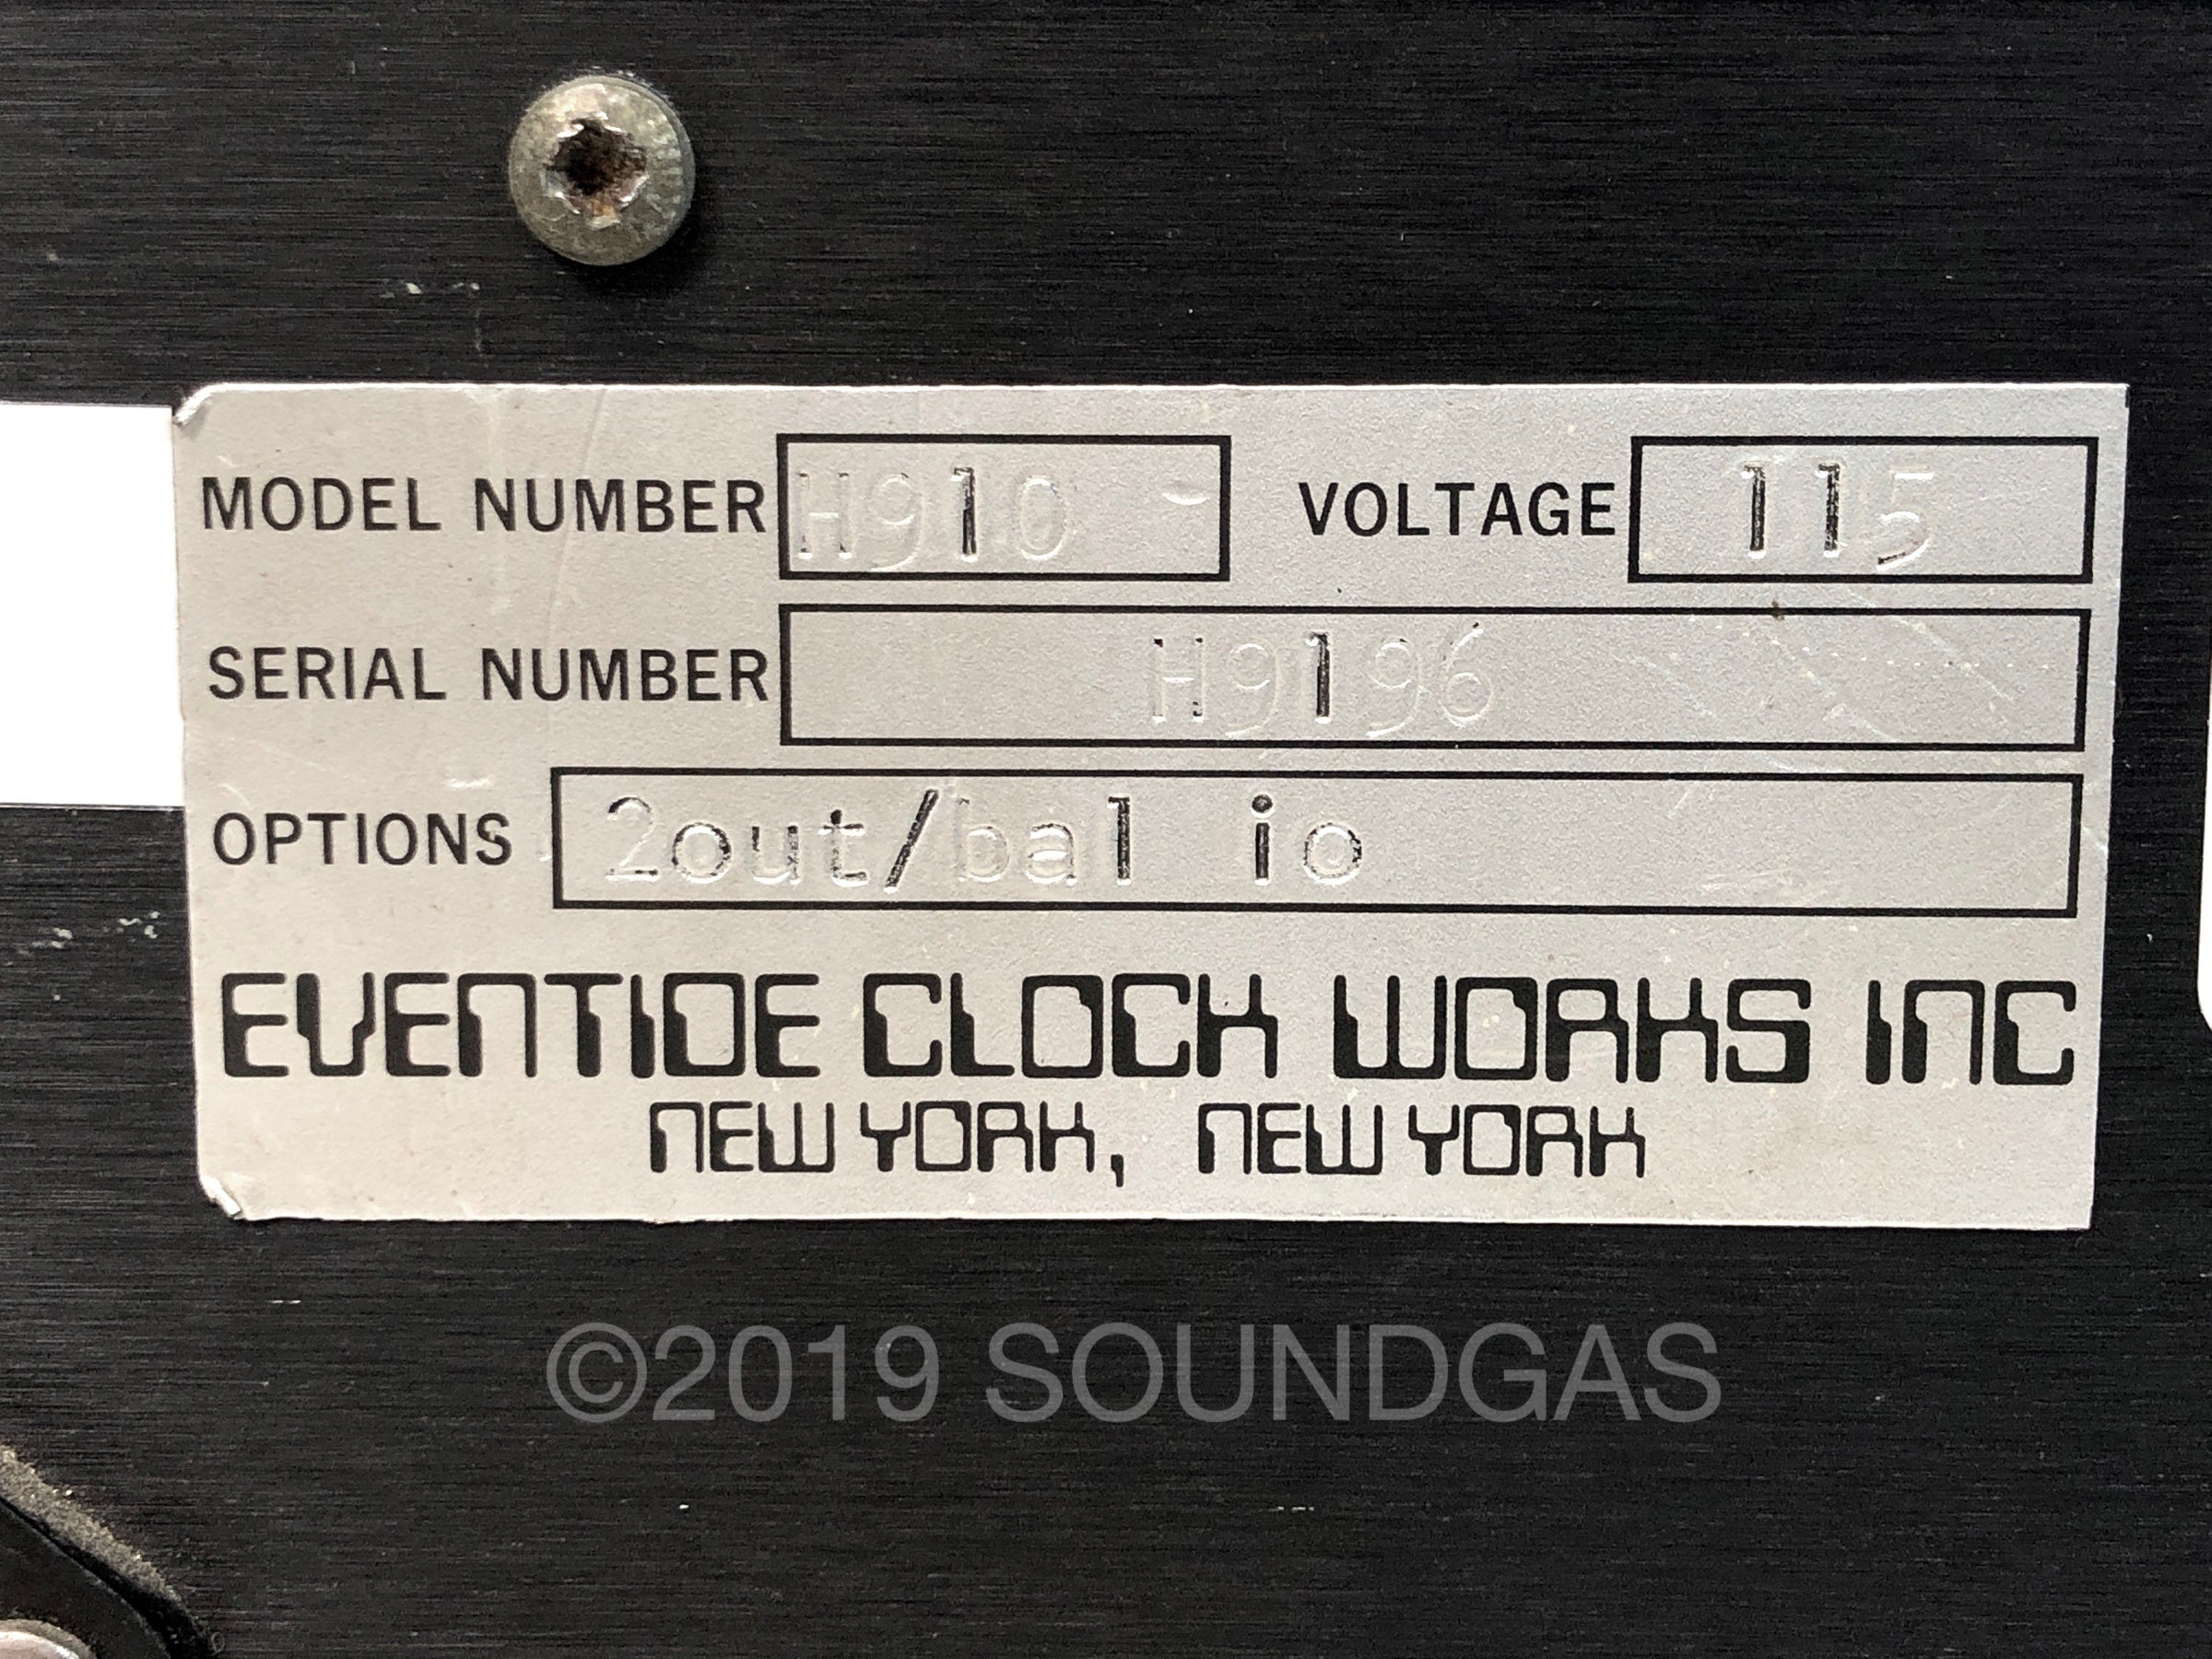 MODEL NUMBER H910 - VOLTAGE 115
SERIAL NUMBER H9196
OPTIONS 2out/bal io
EVENTIDE CLOCK WORKS INC
NEW YORK, NEW YORK
©2019 SOUNDGAS